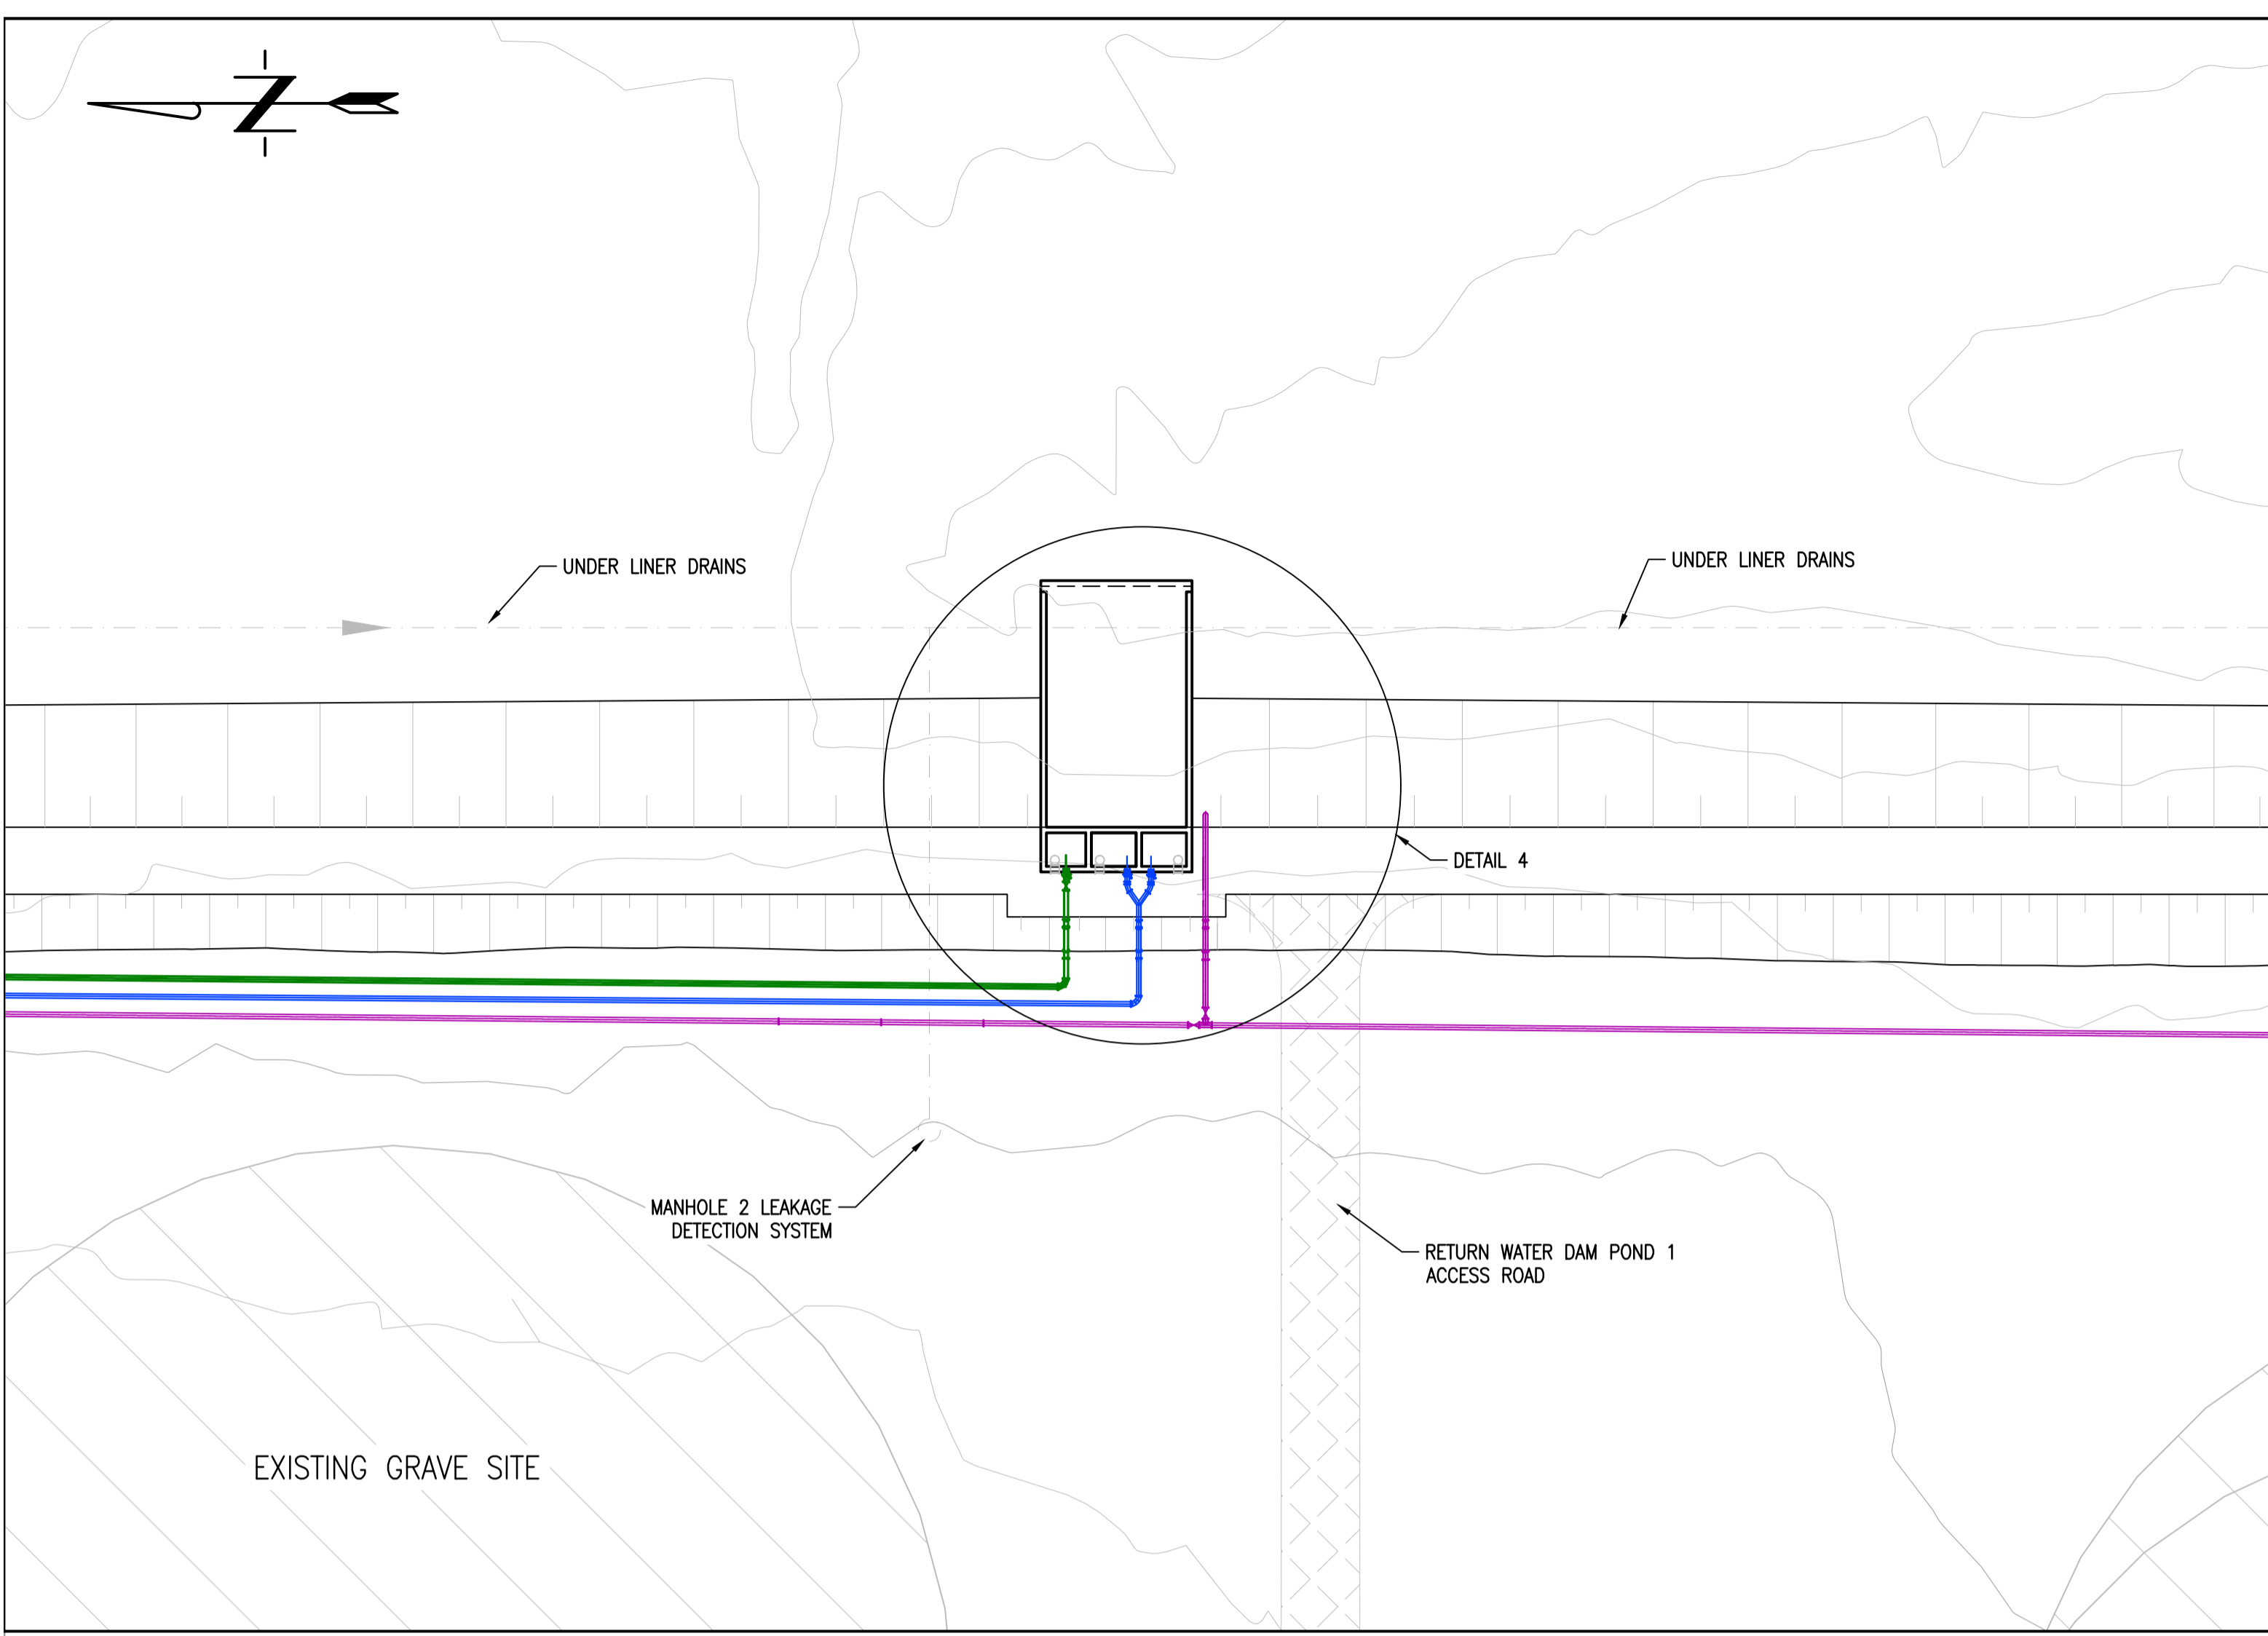 N
UNDER LINER DRAINS
UNDER LINER DRAINS
DETAIL 4
MANHOLE 2 LEAKAGE
DETECTION SYSTEM
RETURN WATER DAM POND 1
ACCESS ROAD
EXISTING GRAVE SITE